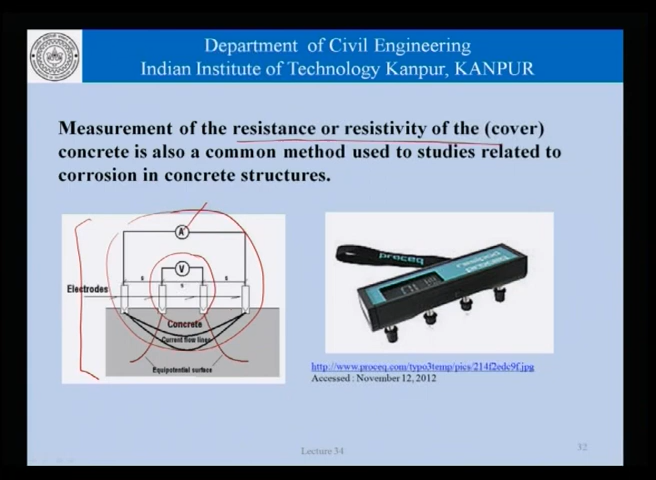 Department of Civil Engineering
Indian Institute of Technology Kanpur, KANPUR
Measurement of the resistance or resistivity of the (cover)
concrete is also a common method used to studies related to
corrosion in concrete structures.
A
V
s
s
s
Electrodes
Concrete
Current flow lines
Equipotential surface
proceq
resipod
proceq
http://www.proceq.com/typo3temp/pics/214f2edc9f.jpg
Accessed : November 12, 2012
Lecture 34
32